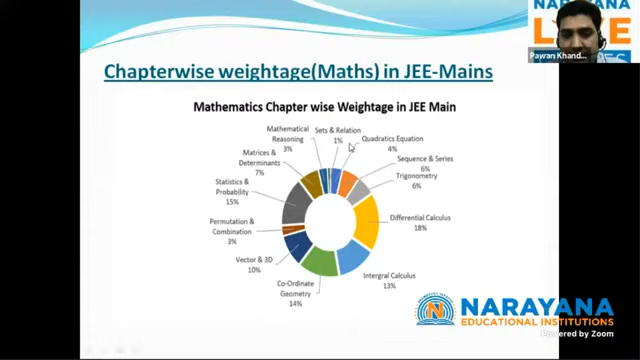 NARAYANA
Pawan Khand...
Chapterwise weightage(Maths) in JEE-Mains
Mathematics Chapter wise Weightage in JEE Main
Mathematical
Reasoning
3%
Sets & Relation
1%
Quadratics Equation
4%
Sequence & Series
6%
Trigonometry
6%
Matrices &
Determinants
7%
Statistics &
Probability
15%
Differential Calculus
18%
Permutation &
Combination
3%
Vector & 3D
10%
Intergral Calculus
13%
Co-Ordinate
Geometry
14%
NARAYANA
EDUCATIONAL INSTITUTIONS
Powered by Zoom